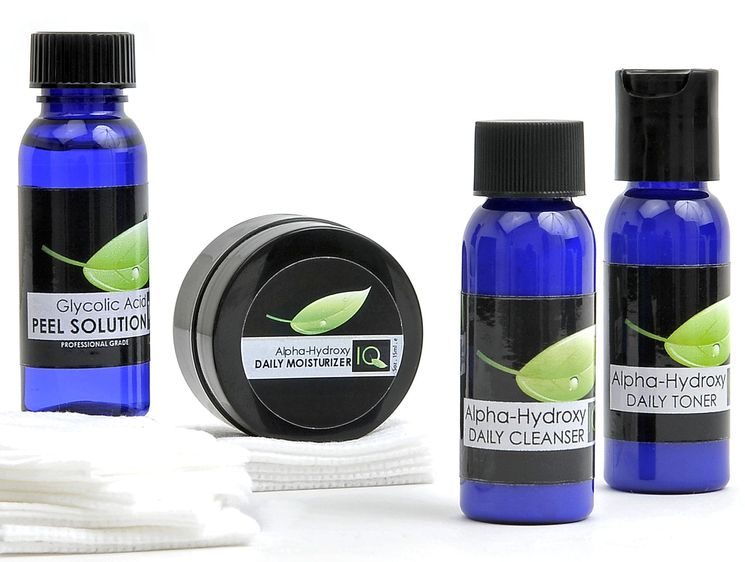 Glycolic Acid
PEEL SOLUTION
PROFESSIONAL GRADE
Alpha-Hydroxy
DAILY MOISTURIZER
IQ
Alpha-Hydroxy
DAILY CLEANSER
Alpha-Hydroxy
DAILY TONER